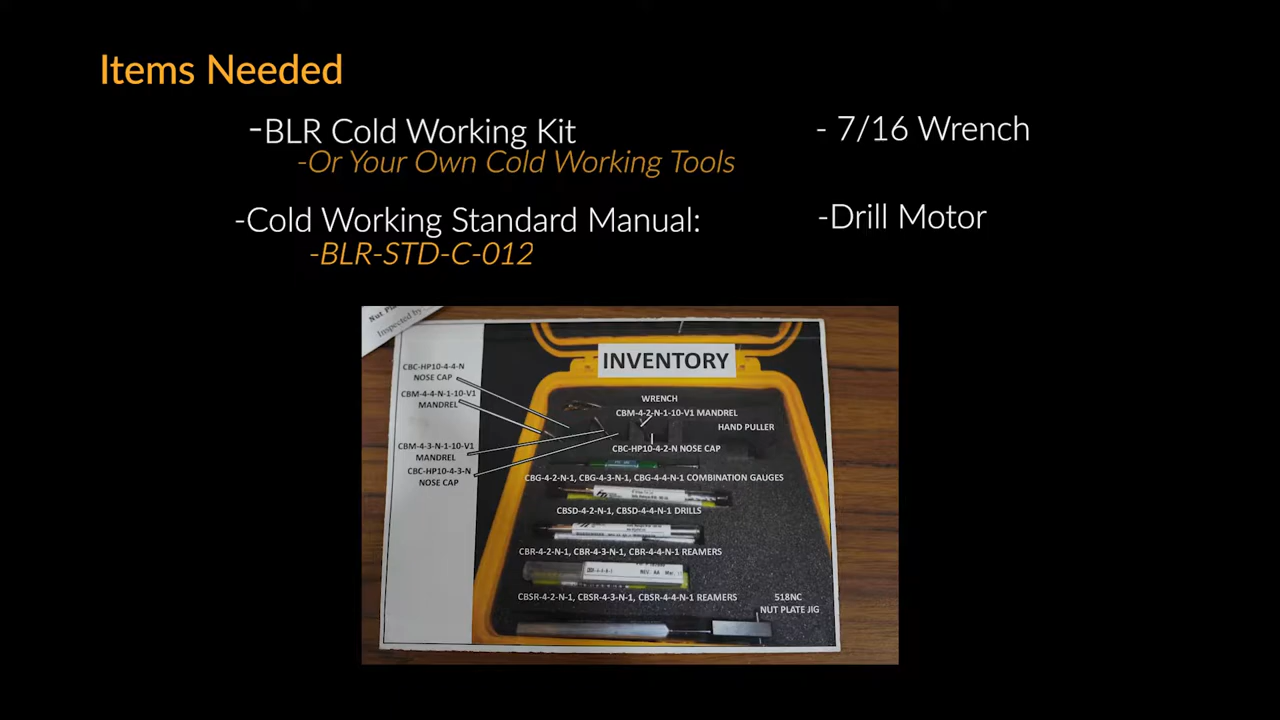 Items Needed
-BLR Cold Working Kit
-Or Your Own Cold Working Tools
-Cold Working Standard Manual:
-BLR-STD-C-012
- 7/16 Wrench
-Drill Motor
Inspected by
INVENTORY
CBC-HP10-4-4-N
NOSE CAP
CBM-4-4-N-1-10-V1
MANDREL
CBM-4-3-N-1-10-V1
MANDREL
CBC-HP10-4-3-N
NOSE CAP
WRENCH
CBM-4-2-N-1-10-V1 MANDREL
HAND PULLER
CBC-HP10-4-2-N NOSE CAP
CBG-4-2-N-1, CBG-4-3-N-1, CBG-4-4-N-1 COMBINATION GAUGES
CBSD-4-2-N-1, CBSD-4-4-N-1 DRILLS
CBR-4-2-N-1, CBR-4-3-N-1, CBR-4-4-N-1 REAMERS
CBSR-4-2-N-1, CBSR-4-3-N-1, CBSR-4-4-N-1 REAMERS
518NC
NUT PLATE JIG